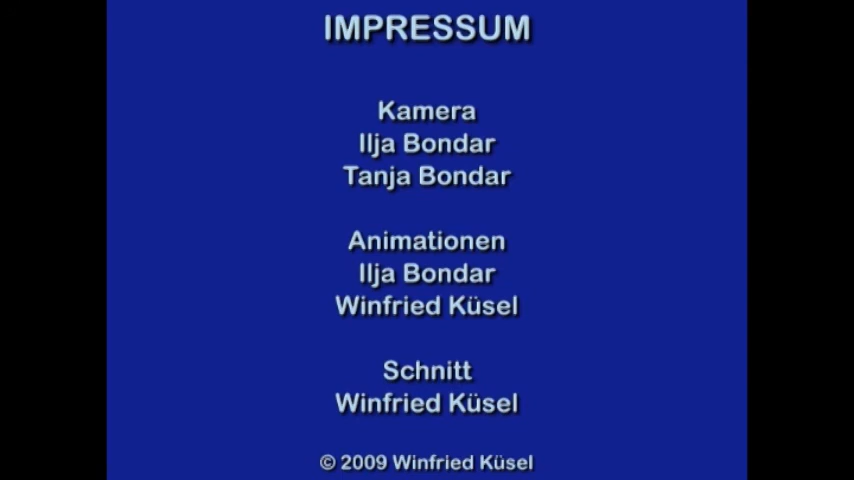 IMPRESSUM
Kamera
Ilja Bondar
Tanja Bondar
Animationen
Ilja Bondar
Winfried Küsel
Schnitt
Winfried Küsel
© 2009 Winfried Küsel